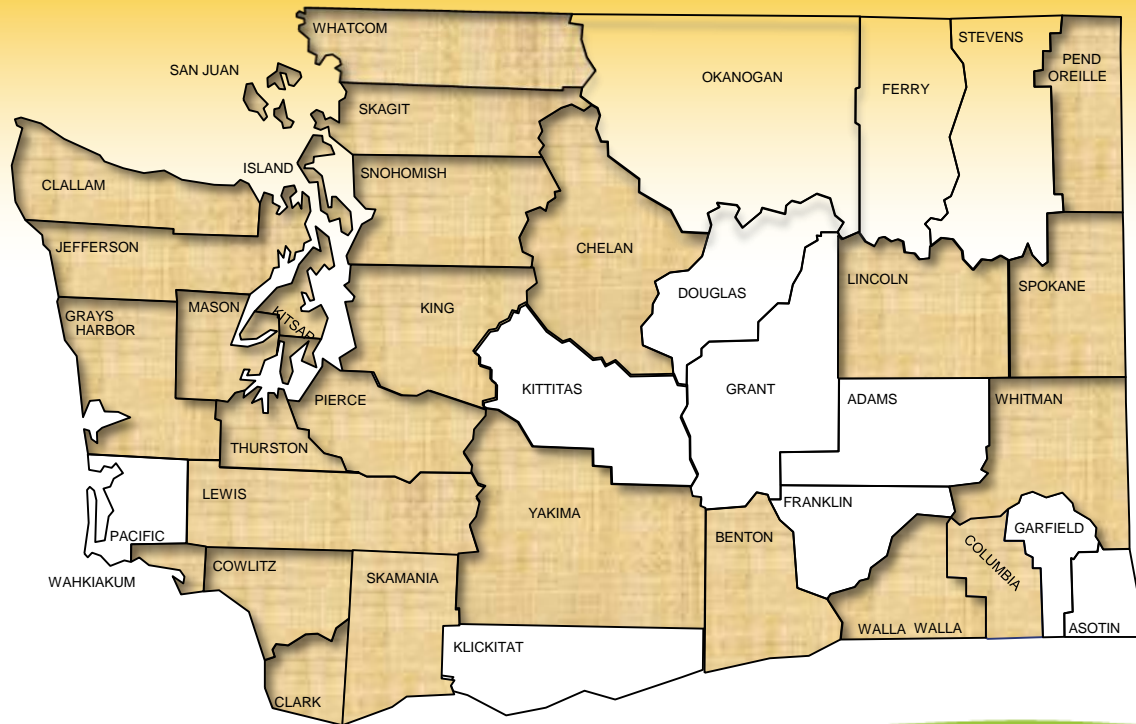 WHATCOM
STEVENS
SAN JUAN
OKANOGAN
PEND
OREILLE
FERRY
SKAGIT
ISLAND
SNOHOMISH
CLALLAM
JEFFERSON
CHELAN
LINCOLN
SPOKANE
DOUGLAS
MASON
KING
GRAYS
HARBOR
KITSAP
KITTITAS
GRANT
ADAMS
WHITMAN
PIERCE
THURSTON
LEWIS
FRANKLIN
YAKIMA
GARFIELD
PACIFIC
BENTON
COLUMBIA
COWLITZ
WAHKIAKUM
SKAMANIA
WALLA WALLA
ASOTIN
KLICKITAT
CLARK